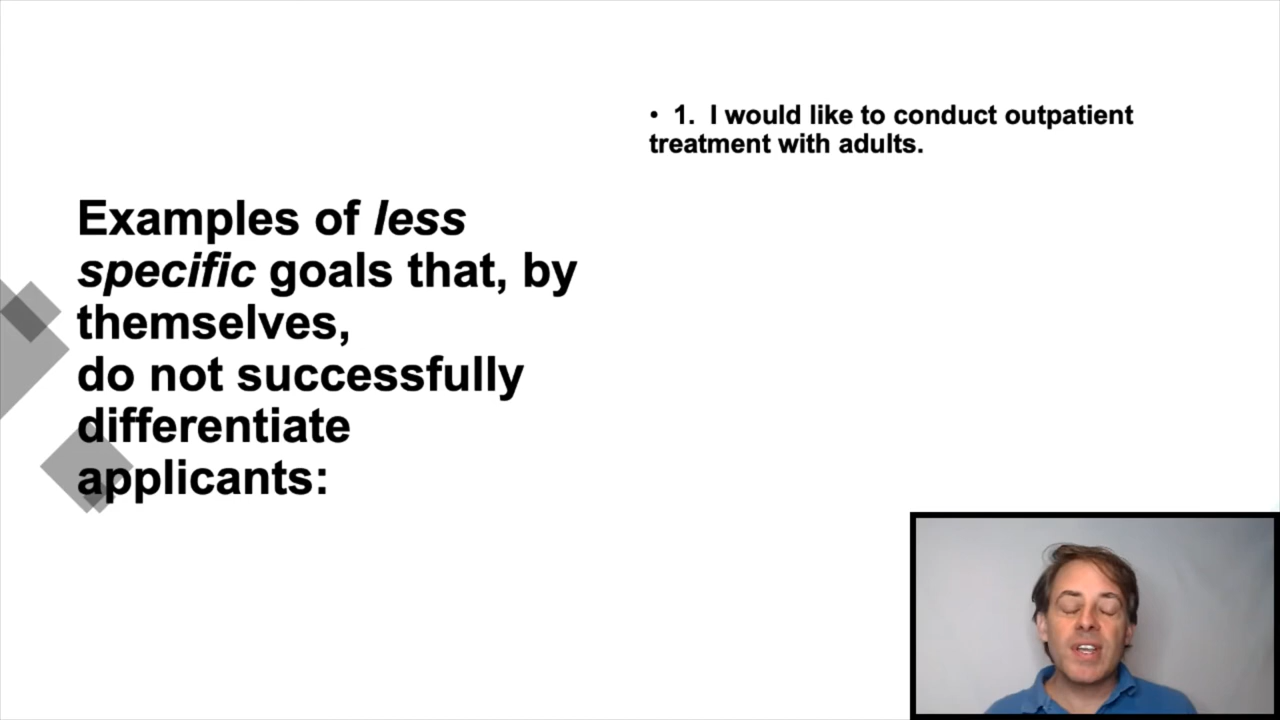 Examples of less
specific goals that, by
themselves,
do not successfully
differentiate
applicants:
• 1. I would like to conduct outpatient
treatment with adults.